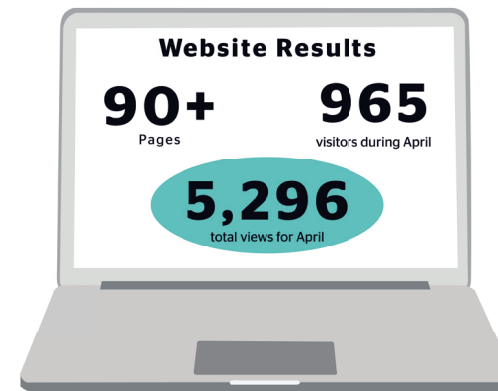 Website Results
90+
Pages
965
visitors during April
5,296
total views for April